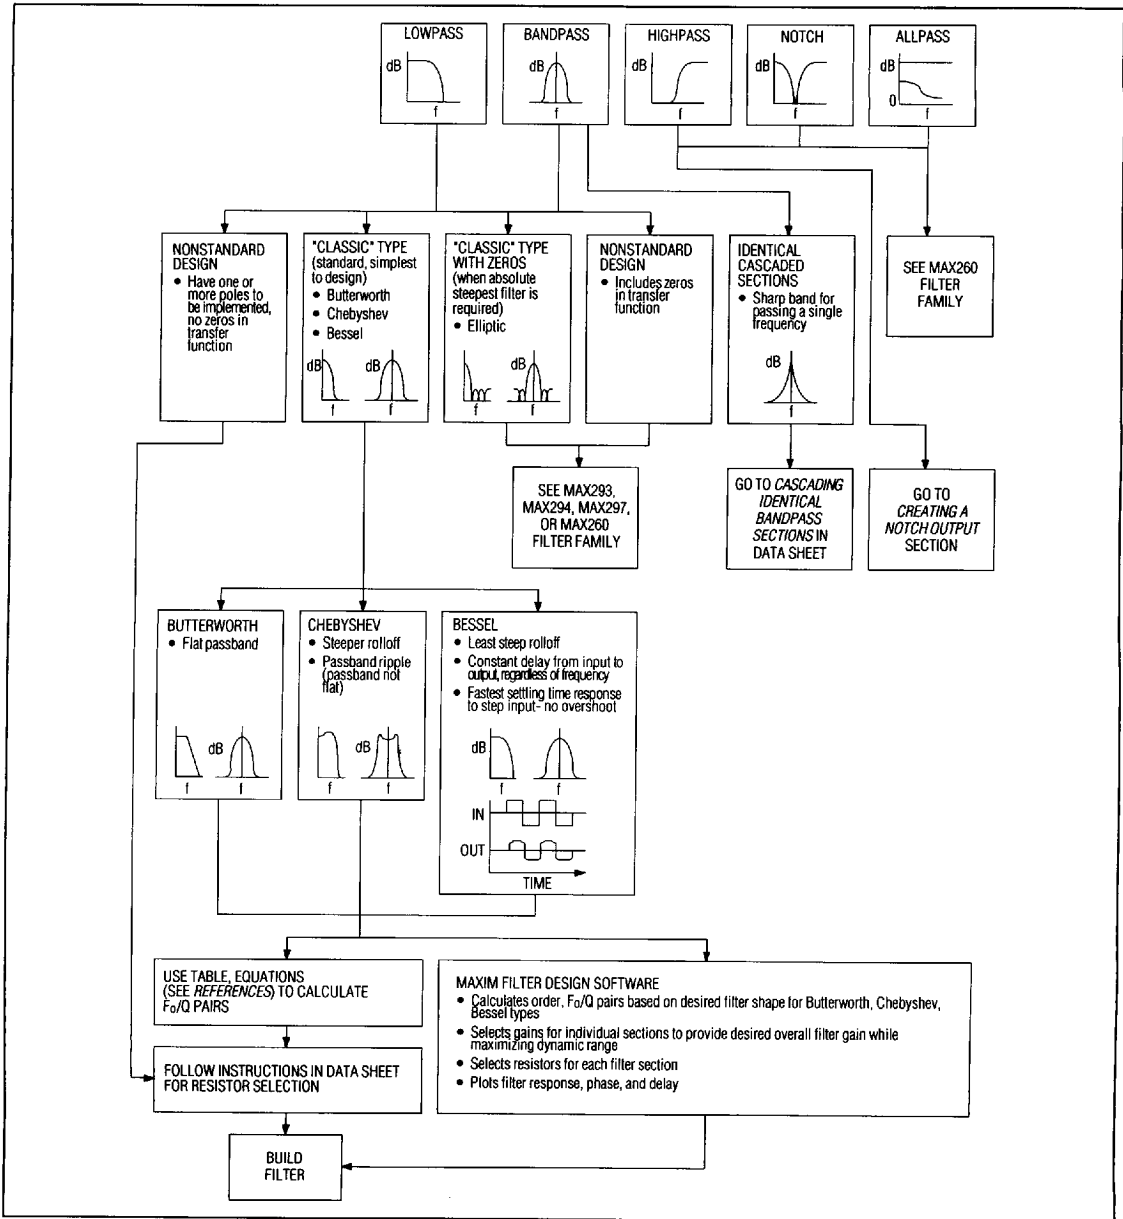 LOWPASS
dB
f
BANDPASS
dB
f
HIGHPASS
dB
f
NOTCH
dB
f
ALLPASS
dB
0
f
NONSTANDARD
DESIGN
• Have one or
more poles to
be implemented,
no zeros in
transfer
function
"CLASSIC" TYPE
(standard, simplest
to design)
• Butterworth
• Chebyshev
• Bessel
dB
f
dB
f
"CLASSIC" TYPE
WITH ZEROS
(when absolute
steepest filter is
required)
• Elliptic
f
dB
f
NONSTANDARD
DESIGN
• Includes zeros
in transfer
function
IDENTICAL
CASCADED
SECTIONS
• Sharp band for
passing a single
frequency
dB
f
SEE MAX260
FILTER
FAMILY
SEE MAX293,
MAX294, MAX297,
OR MAX260
FILTER FAMILY
GO TO CASCADING
IDENTICAL
BANDPASS
SECTIONS IN
DATA SHEET
GO TO
CREATING A
NOTCH OUTPUT
SECTION
BUTTERWORTH
• Flat passband
f
dB
f
CHEBYSHEV
• Steeper rolloff
• Passband ripple
(passband not
flat)
f
dB
f
BESSEL
• Least steep rolloff
• Constant delay from input to
output, regardless of frequency
• Fastest settling time response
to step input- no overshoot
dB
f
f
IN
OUT
TIME
USE TABLE, EQUATIONS
(SEE REFERENCES) TO CALCULATE
F0/Q PAIRS
FOLLOW INSTRUCTIONS IN DATA SHEET
FOR RESISTOR SELECTION
BUILD
FILTER
MAXIM FILTER DESIGN SOFTWARE
• Calculates order, F0/Q pairs based on desired filter shape for Butterworth, Chebyshev,
Bessel types
• Selects gains for individual sections to provide desired overall filter gain while
maximizing dynamic range
• Selects resistors for each filter section
• Plots filter response, phase, and delay